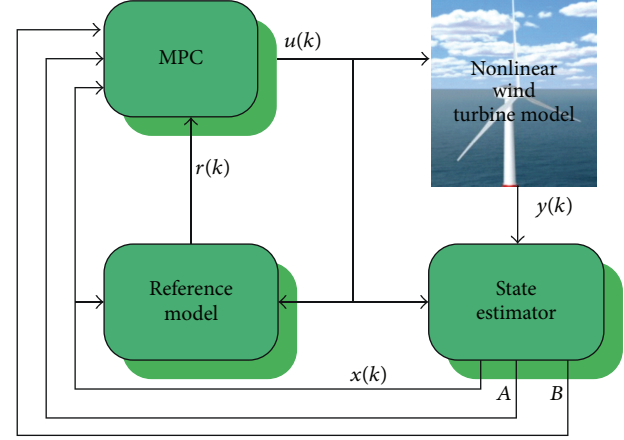 MPC
u(k)
Nonlinear
wind
turbine model
r(k)
y(k)
Reference
model
State
estimator
x(k)
A
B